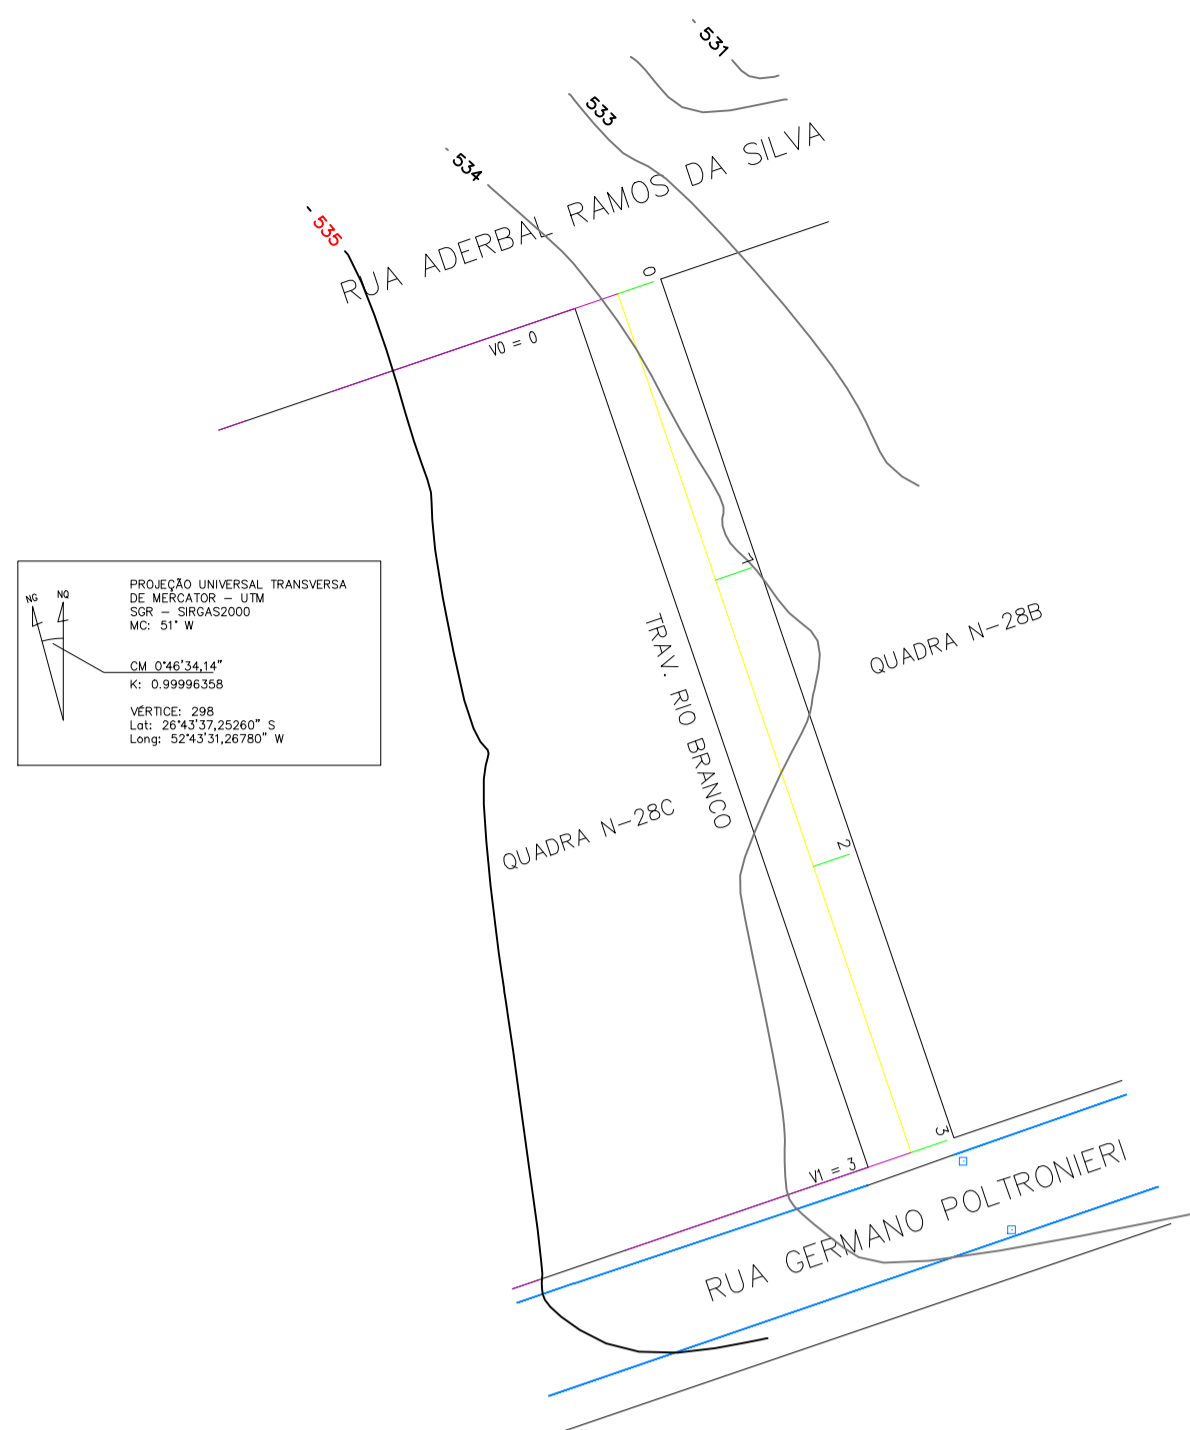 531
533
534
535
RUA ADERBAL RAMOS DA SILVA
0
V0 = 0
1
NG
NQ
PROJEÇÃO UNIVERSAL TRANSVERSA
DE MERCATOR – UTM
SGR – SIRGAS2000
MC: 51° W
CM 0°46'34,14"
K: 0.99996358
VÉRTICE: 298
Lat: 26°43'37,25260" S
Long: 52°43'31,26780" W
TRAV. RIO BRANCO
QUADRA N-28B
QUADRA N-28C
2
3
V1 = 3
RUA GERMANO POLTRONIERI